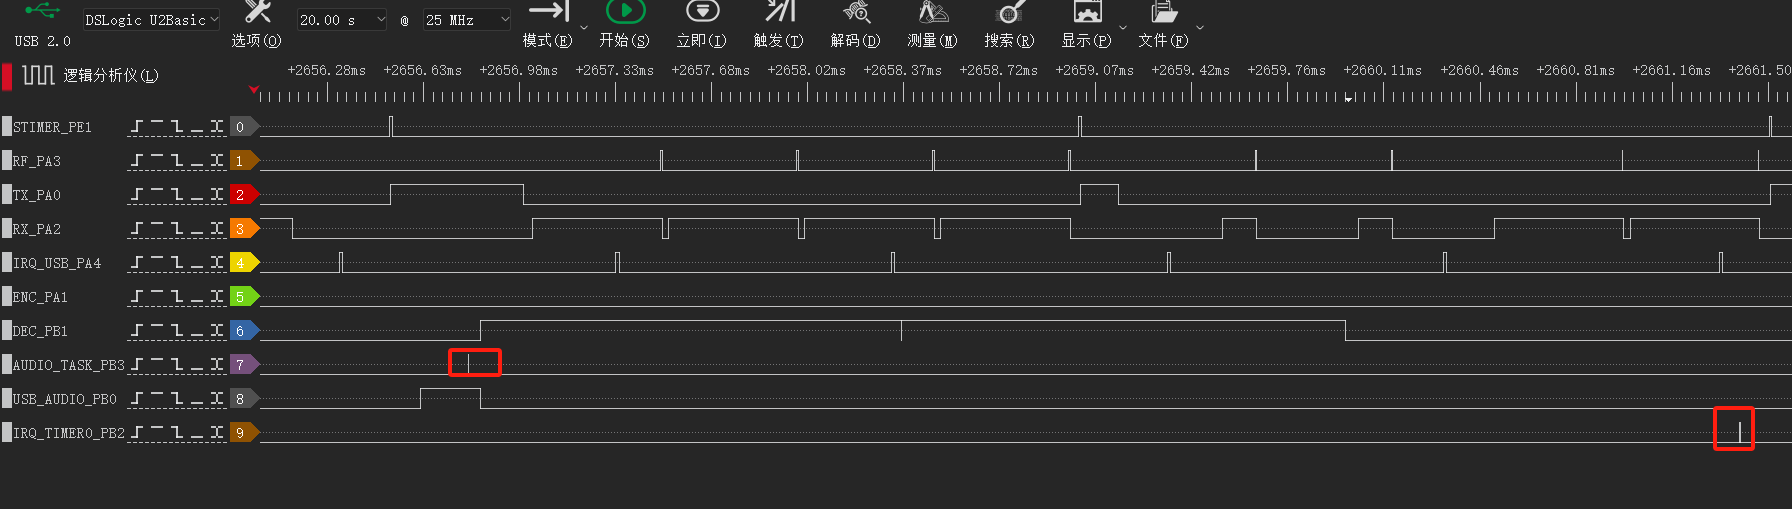 DSLogic U2Basic 20.00 s @ 25 MHz
USB 2.0 选项(O) 模式(E) 开始(S) 立即(I) 触发(T) 解码(D) 测量(M) 搜索(R) 显示(P) 文件(F)
逻辑分析仪(L) +2656.28ms +2656.63ms +2656.98ms +2657.33ms +2657.68ms +2658.02ms +2658.37ms +2658.72ms +2659.07ms +2659.42ms +2659.76ms +2660.11ms +2660.46ms +2660.81ms +2661.16ms +2661.50
STIMER_PE1 0
RF_PA3 1
TX_PA0 2
RX_PA2 3
IRQ_USB_PA4 4
ENC_PA1 5
DEC_PB1 6
AUDIO_TASK_PB3 7
USB_AUDIO_PB0 8
IRQ_TIMER0_PB2 9